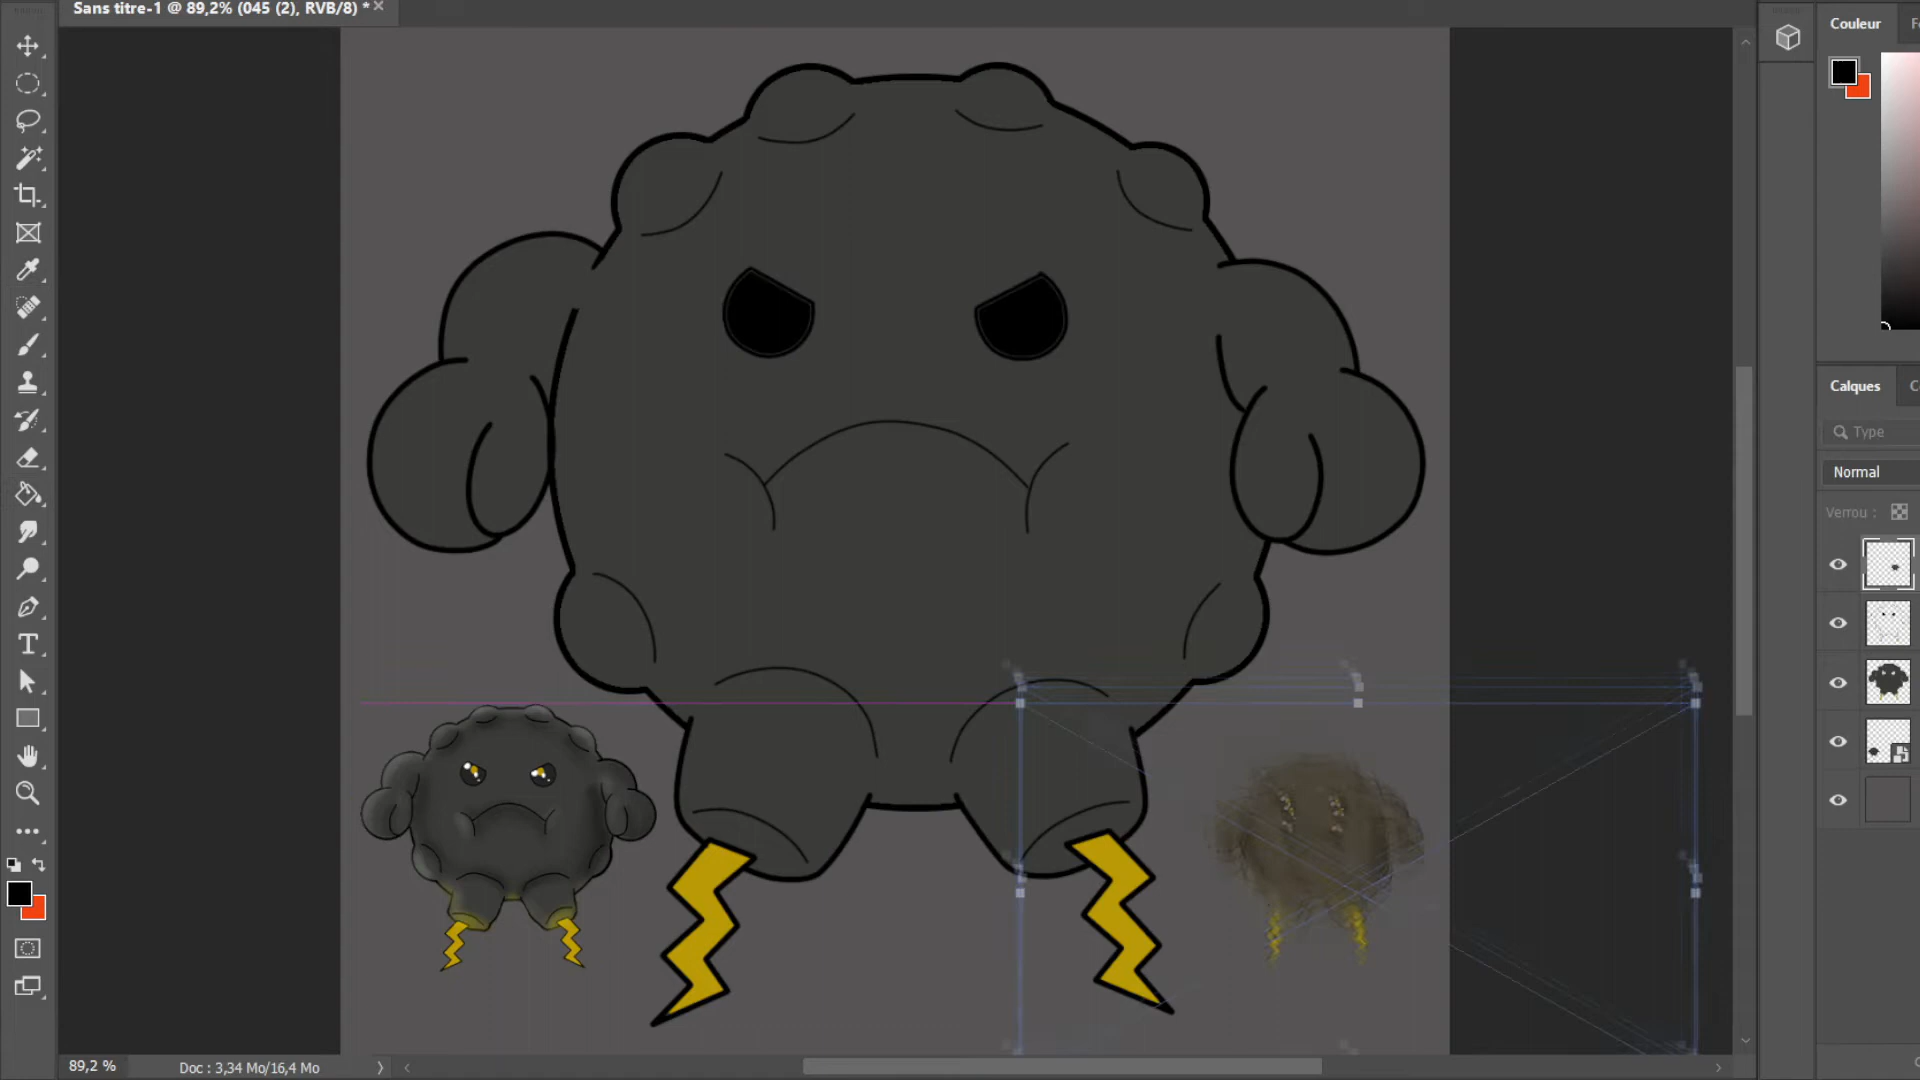 Sans titre-1 @ 89,2% (045 (2), RVB/8) *
Couleur
Calques
Type
Normal
Verrou :
89,2 %
Doc : 3,34 Mo/16,4 Mo